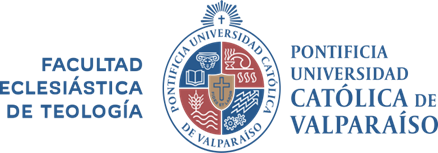 FACULTAD
ECLESIÁSTICA
DE TEOLOGÍA
PONTIFICIA UNIVERSIDAD CATÓLICA
DE VALPARAÍSO
PONTIFICIA
UNIVERSIDAD
CATÓLICA DE
VALPARAÍSO